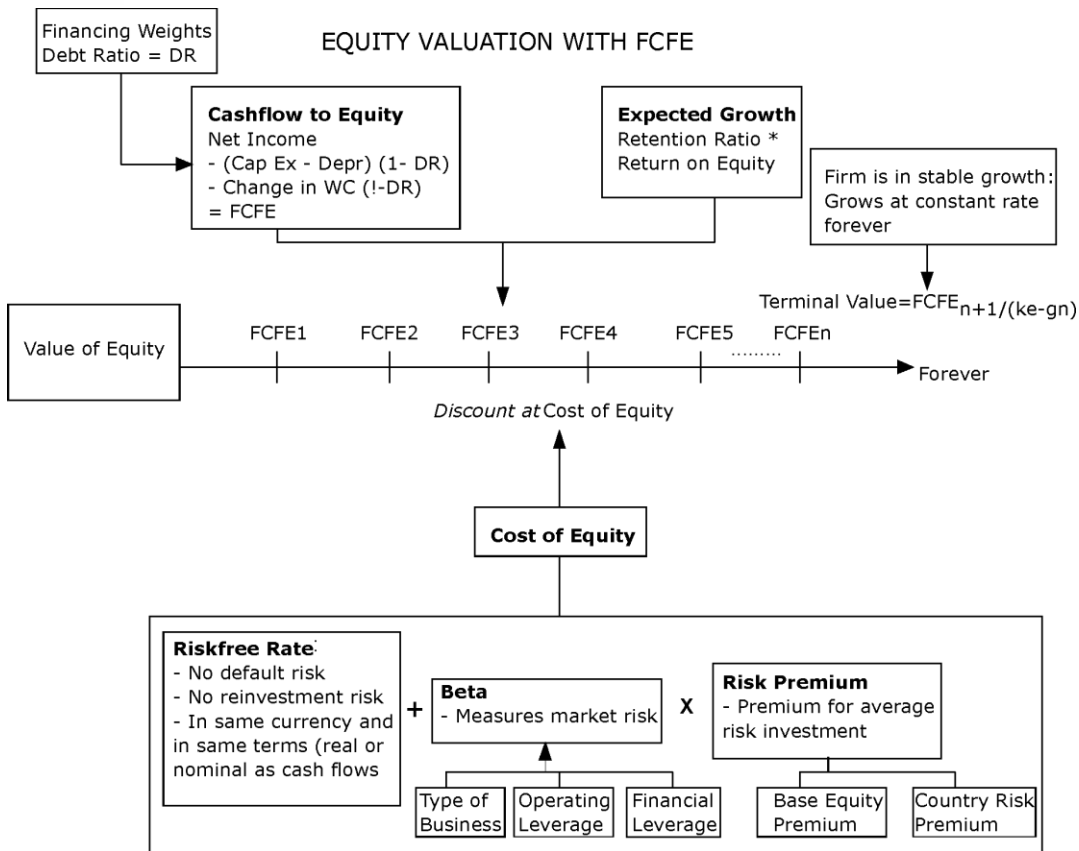 Financing Weights
Debt Ratio = DR
EQUITY VALUATION WITH FCFE
Cashflow to Equity
Net Income
- (Cap Ex - Depr) (1- DR)
- Change in WC (!-DR)
= FCFE
Expected Growth
Retention Ratio *
Return on Equity
Firm is in stable growth:
Grows at constant rate
forever
Terminal Value=FCFE n+1/(ke-gn)
FCFE1 FCFE2 FCFE3 FCFE4 FCFE5 ......... FCFEn
Value of Equity
Forever
Discount at Cost of Equity
Cost of Equity
Riskfree Rate:
- No default risk
- No reinvestment risk
- In same currency and
in same terms (real or
nominal as cash flows
+
Beta
- Measures market risk
X
Risk Premium
- Premium for average
risk investment
Type of
Business
Operating
Leverage
Financial
Leverage
Base Equity
Premium
Country Risk
Premium